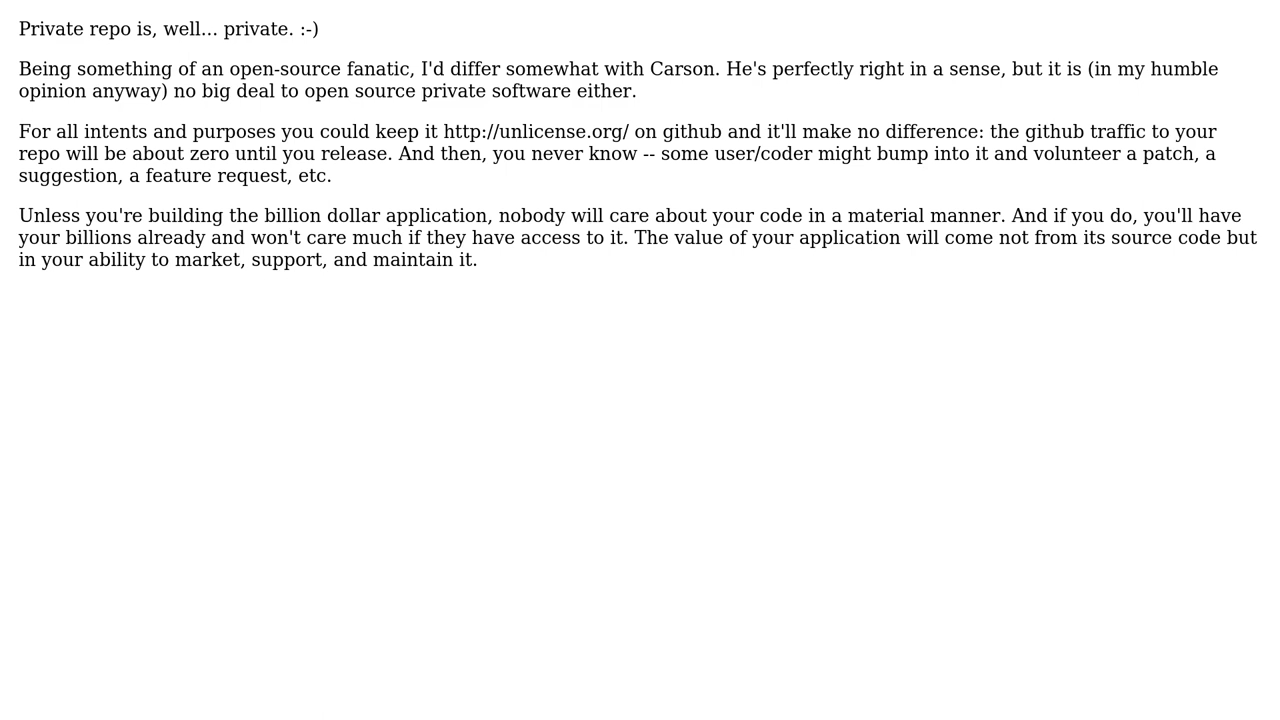 Private repo is, well... private. :-)
Being something of an open-source fanatic, I'd differ somewhat with Carson. He's perfectly right in a sense, but it is (in my humble
opinion anyway) no big deal to open source private software either.
For all intents and purposes you could keep it http://unlicense.org/ on github and it'll make no difference: the github traffic to your
repo will be about zero until you release. And then, you never know -- some user/coder might bump into it and volunteer a patch, a
suggestion, a feature request, etc.
Unless you're building the billion dollar application, nobody will care about your code in a material manner. And if you do, you'll have
your billions already and won't care much if they have access to it. The value of your application will come not from its source code but
in your ability to market, support, and maintain it.